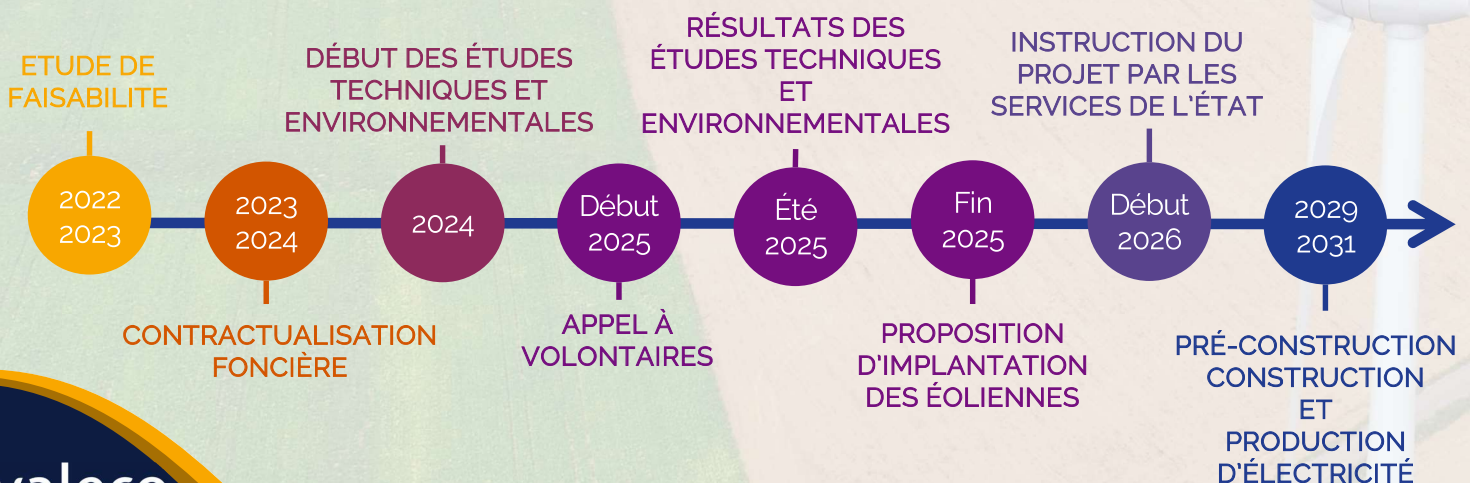 ETUDE DE
FAISABILITE
2022
2023
2023
2024
CONTRACTUALISATION
FONCIÈRE
DÉBUT DES ÉTUDES
TECHNIQUES ET
ENVIRONNEMENTALES
2024
Début
2025
APPEL À
VOLONTAIRES
RÉSULTATS DES
ÉTUDES TECHNIQUES
ET
ENVIRONNEMENTALES
Été
2025
Fin
2025
PROPOSITION
D'IMPLANTATION
DES ÉOLIENNES
INSTRUCTION DU
PROJET PAR LES
SERVICES DE L'ÉTAT
Début
2026
2029
2031
PRÉ-CONSTRUCTION
CONSTRUCTION
ET
PRODUCTION
D'ÉLECTRICITÉ